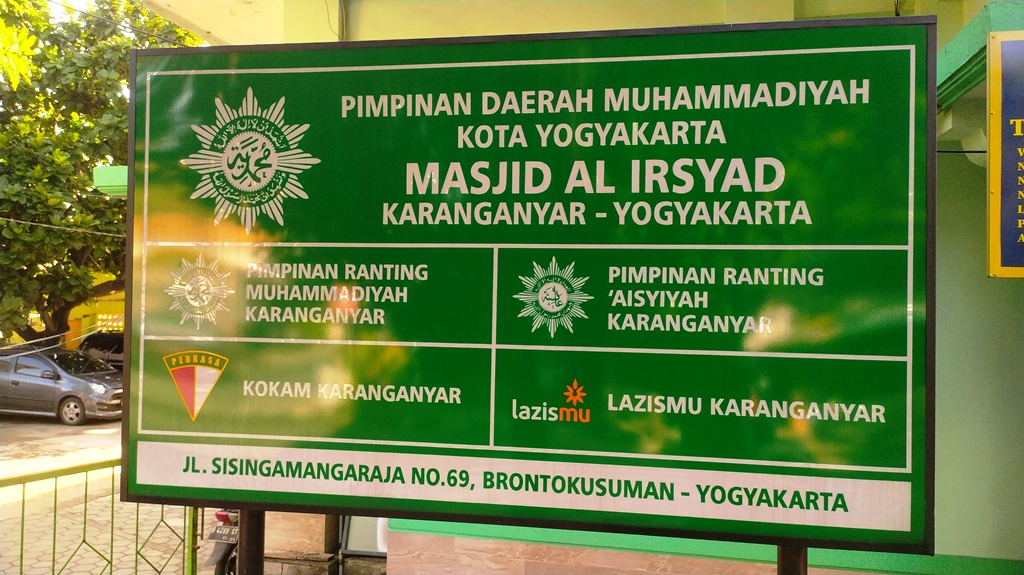 PIMPINAN DAERAH MUHAMMADIYAH
KOTA YOGYAKARTA
MASJID AL IRSYAD
KARANGANYAR - YOGYAKARTA
PIMPINAN RANTING
MUHAMMADIYAH
KARANGANYAR
PIMPINAN RANTING
'AISYIYAH
KARANGANYAR
PERKASA
KOKAM KARANGANYAR
lazismu
LAZISMU KARANGANYAR
JL. SISINGAMANGARAJA NO.69, BRONTOKUSUMAN - YOGYAKARTA